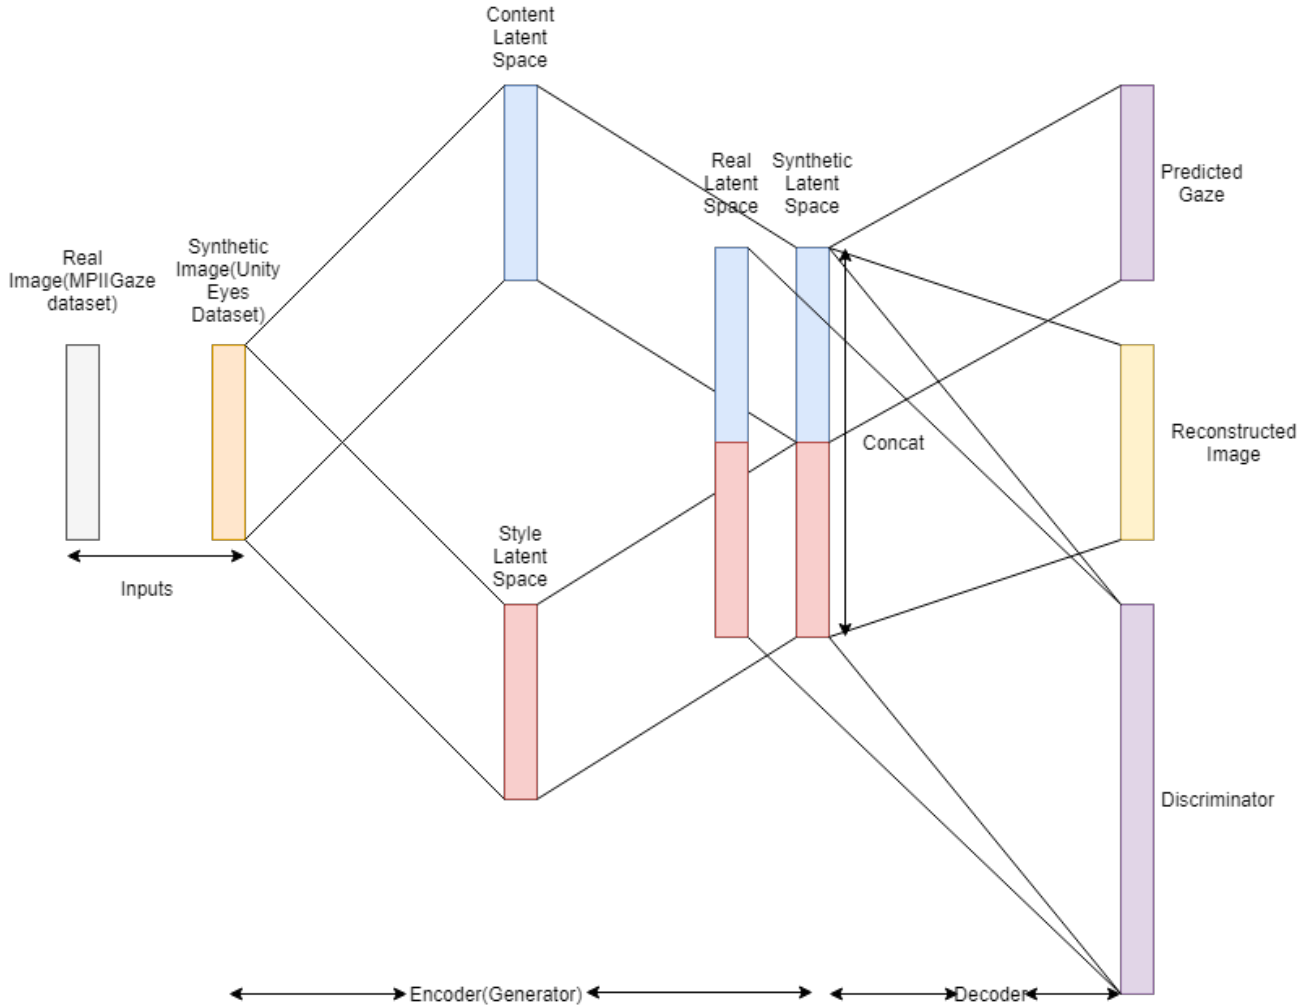 Content
Latent
Space
Real
Latent
Space
Synthetic
Latent
Space
Predicted
Gaze
Real
Image(MPIIGaze
dataset)
Synthetic
Image(Unity
Eyes
Dataset)
Concat
Reconstructed
Image
Style
Latent
Space
Inputs
Discriminator
Encoder(Generator)
Decoder